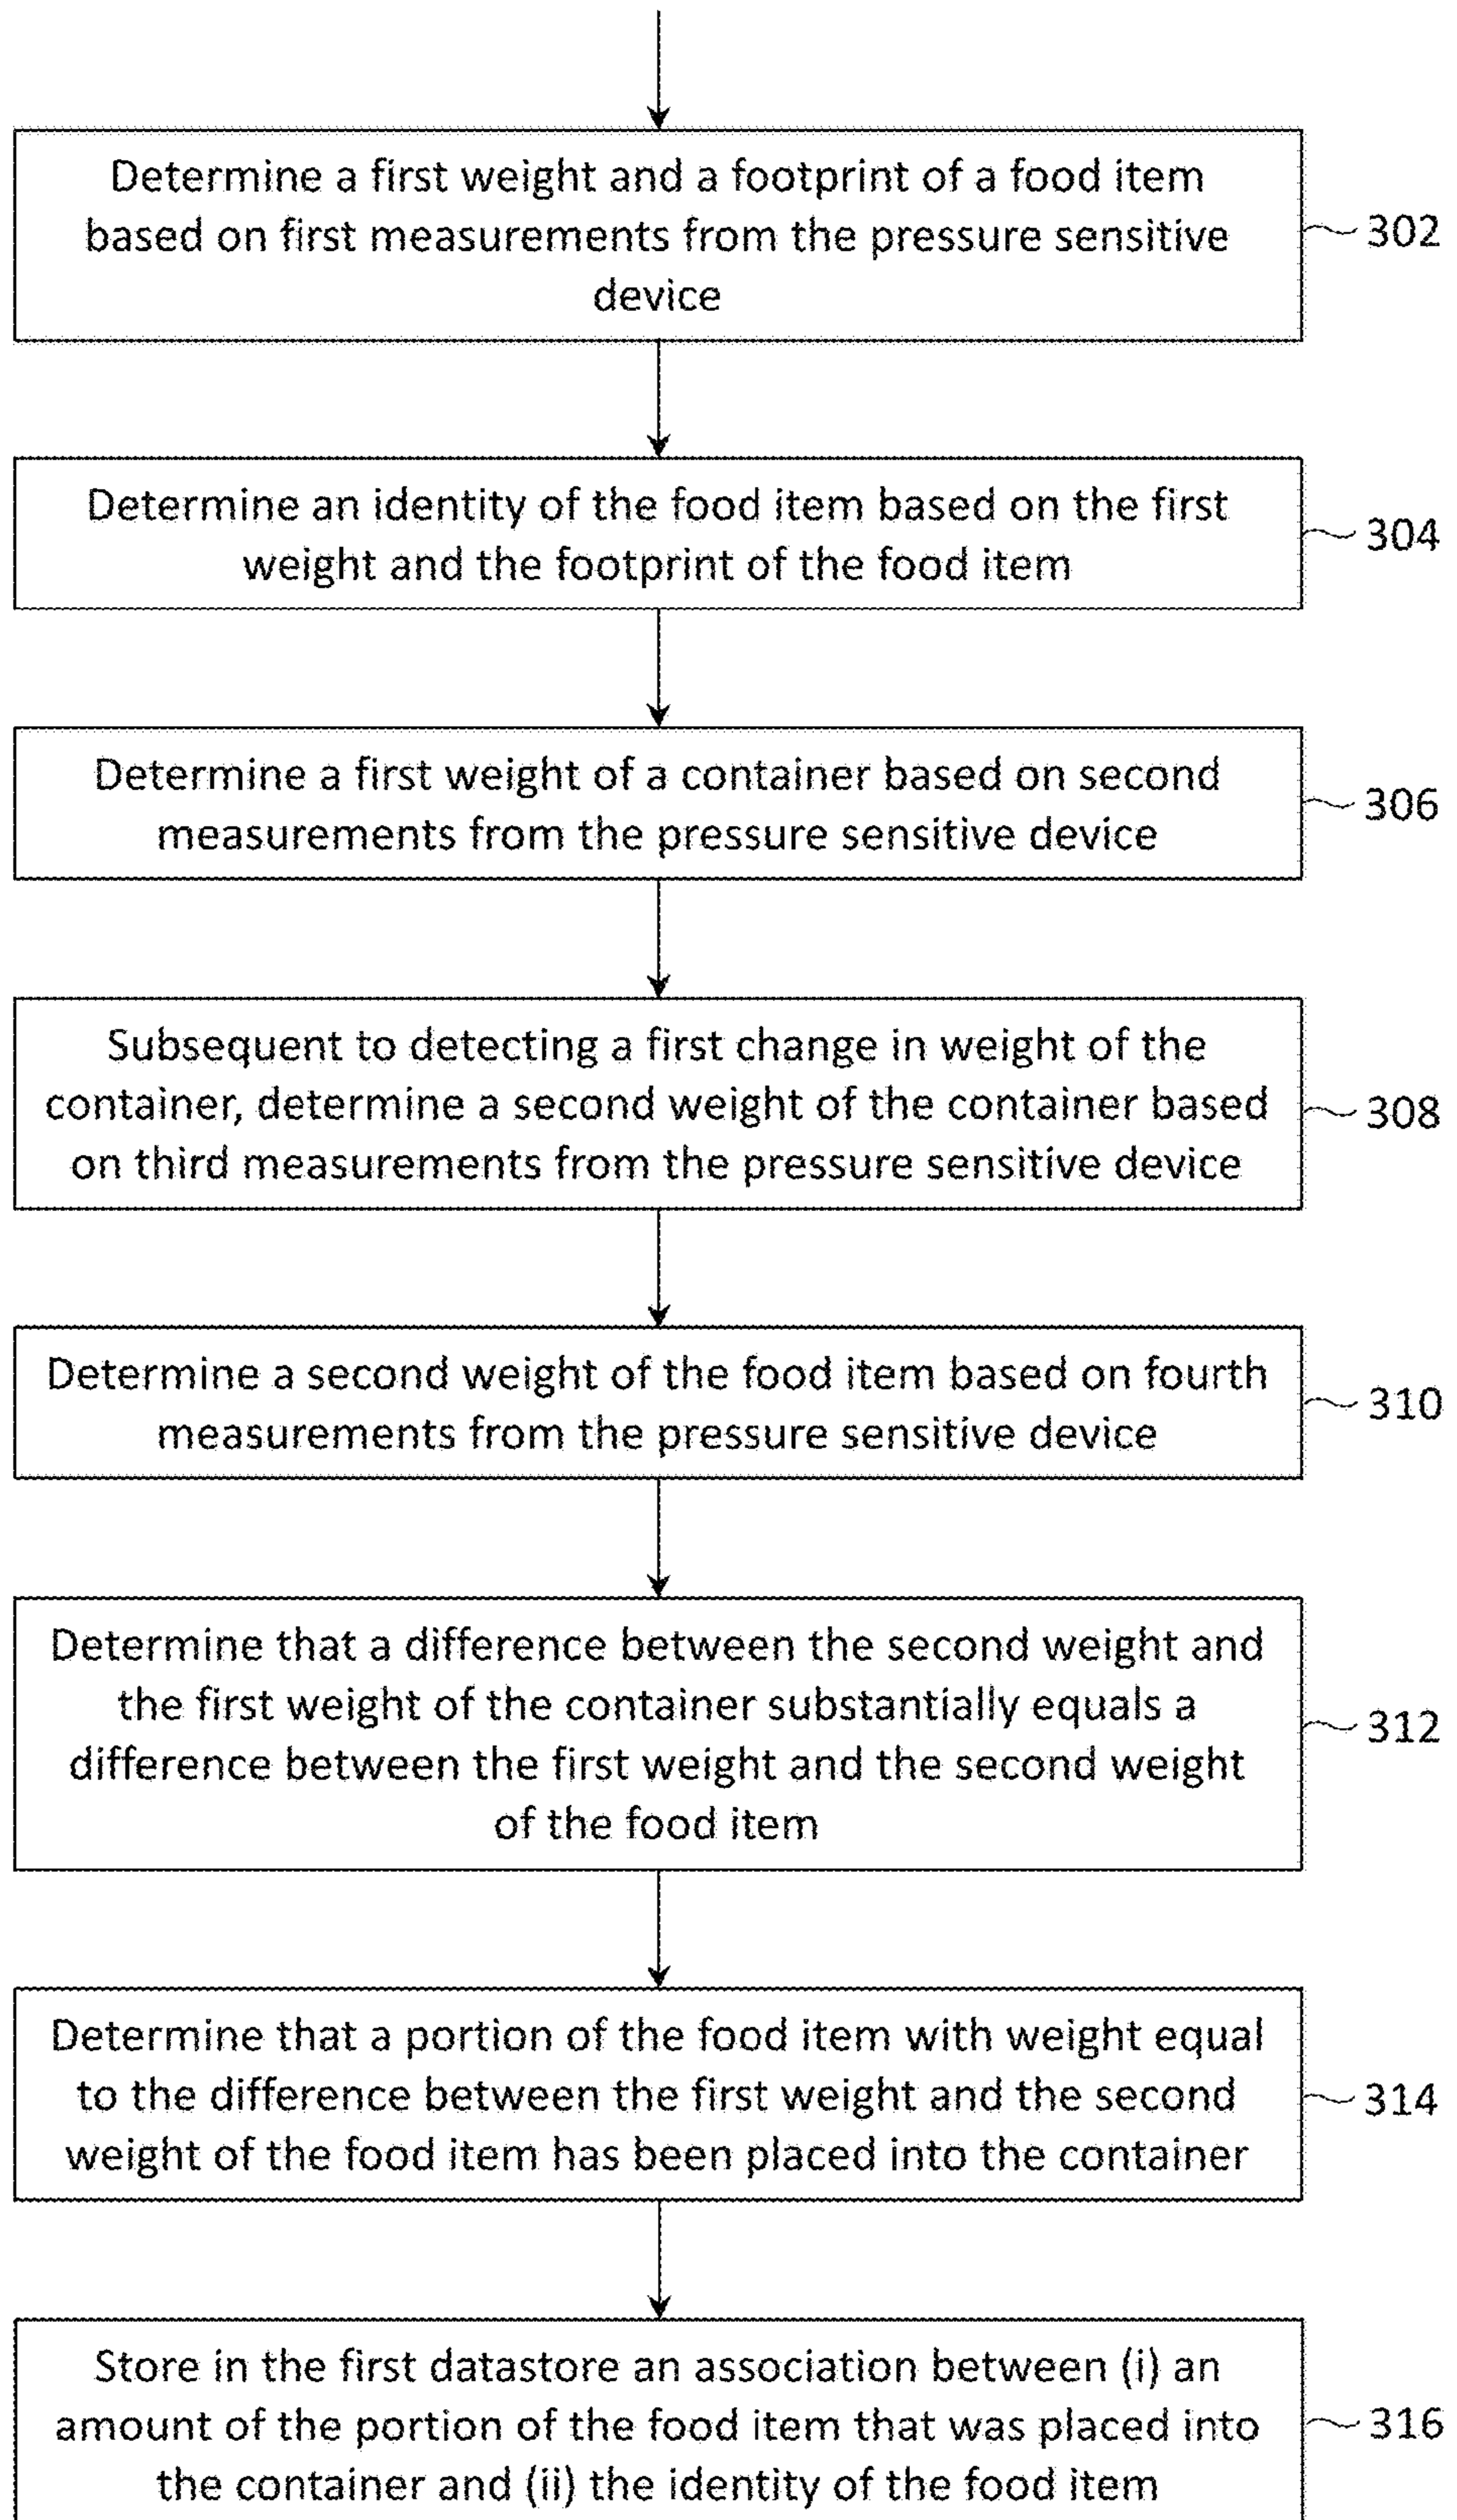 Determine a first weight and a footprint of a food item
based on first measurements from the pressure sensitive
device
302
Determine an identity of the food item based on the first
weight and the footprint of the food item
304
Determine a first weight of a container based on second
measurements from the pressure sensitive device
306
Subsequent to detecting a first change in weight of the
container, determine a second weight of the container based
on third measurements from the pressure sensitive device
308
Determine a second weight of the food item based on fourth
measurements from the pressure sensitive device
310
Determine that a difference between the second weight and
the first weight of the container substantially equals a
difference between the first weight and the second weight
of the food item
312
Determine that a portion of the food item with weight equal
to the difference between the first weight and the second
weight of the food item has been placed into the container
314
Store in the first datastore an association between (i) an
amount of the portion of the food item that was placed into
the container and (ii) the identity of the food item
316